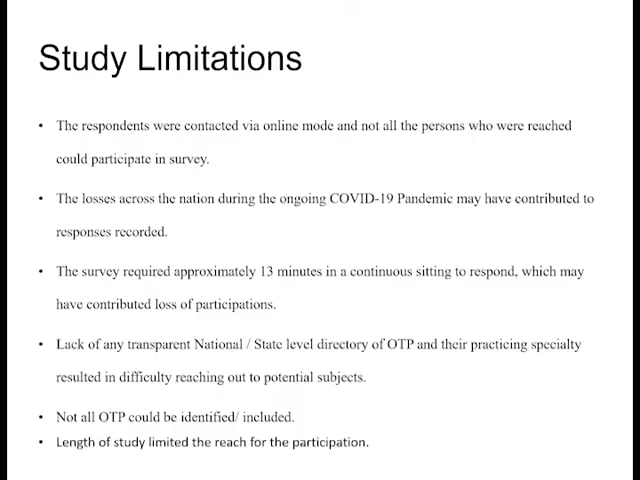 Study Limitations
• The respondents were contacted via online mode and not all the persons who were reached
could participate in survey.
• The losses across the nation during the ongoing COVID-19 Pandemic may have contributed to
responses recorded.
• The survey required approximately 13 minutes in a continuous sitting to respond, which may
have contributed loss of participations.
• Lack of any transparent National / State level directory of OTP and their practicing specialty
resulted in difficulty reaching out to potential subjects.
• Not all OTP could be identified/ included.
• Length of study limited the reach for the participation.